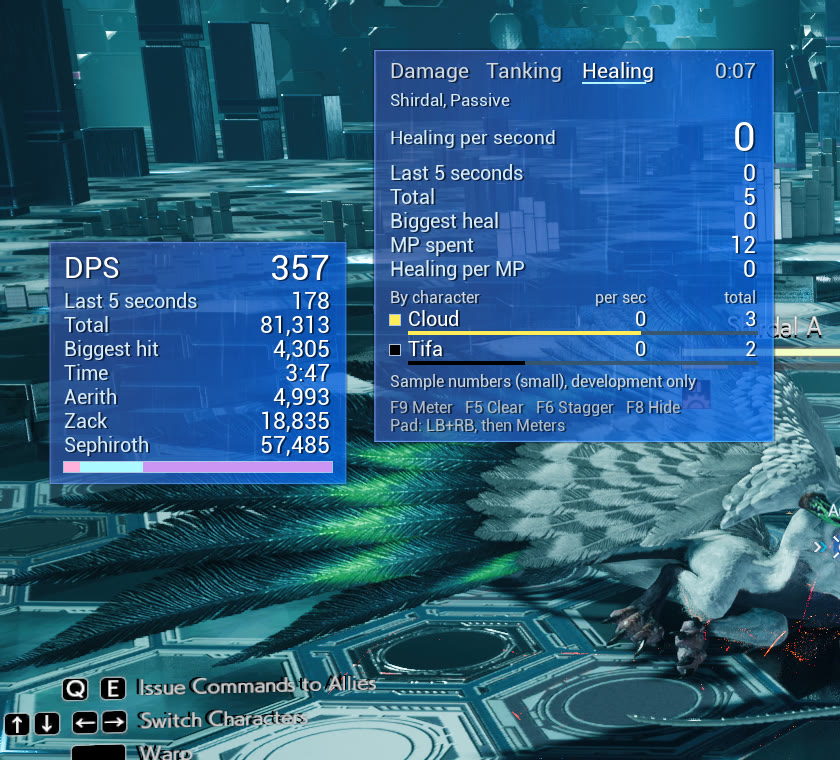 Damage Tanking Healing 0:07
Shirdal, Passive
Healing per second 0
Last 5 seconds 0
Total 5
Biggest heal 0
MP spent 12
Healing per MP 0
By character per sec total
Cloud 0 3
Tifa 0 2
Sample numbers (small), development only
F9 Meter F5 Clear F6 Stagger F8 Hide
Pad: LB+RB, then Meters
DPS 357
Last 5 seconds 178
Total 81,313
Biggest hit 4,305
Time 3:47
Aerith 4,993
Zack 18,835
Sephiroth 57,485
Q E Issue Commands to Allies
↑ ↓ ← → Switch Characters
Warp